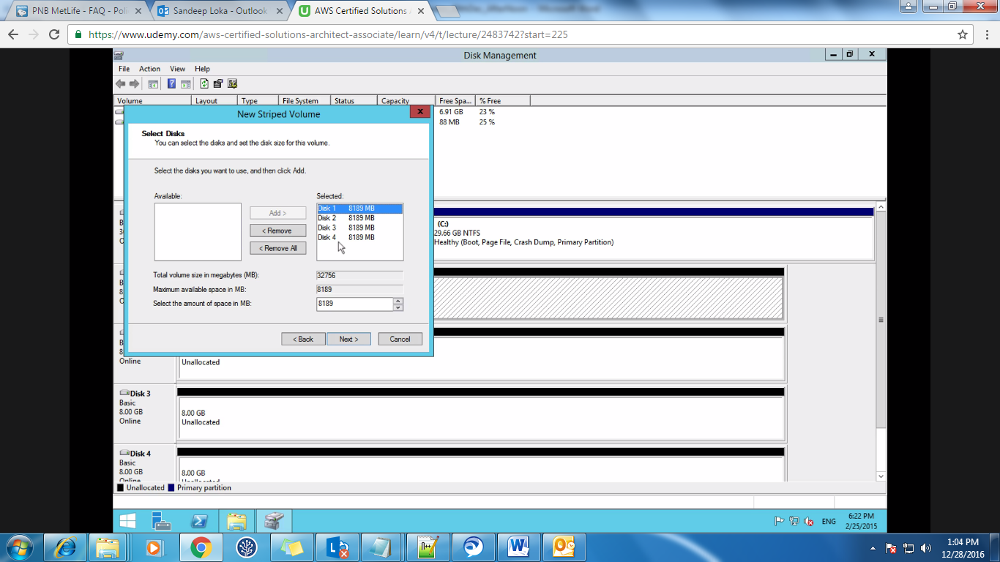 PNB MetLife - FAQ - Poli
Sandeep Loka - Outlook
AWS Certified Solutions A
https://www.udemy.com/aws-certified-solutions-architect-associate/learn/v4/t/lecture/2483742?start=225
Disk Management
File Action View Help
Volume Layout Type File System Status Capacity Free Spa... % Free
6.91 GB 23 %
88 MB 25 %
New Striped Volume
Select Disks
You can select the disks and set the disk size for this volume.
Select the disks you want to use, and then click Add.
Available:
Selected:
Add >
< Remove
< Remove All
Disk 1 8189 MB
Disk 2 8189 MB
Disk 3 8189 MB
Disk 4 8189 MB
Total volume size in megabytes (MB): 32756
Maximum available space in MB: 8189
Select the amount of space in MB: 8189
< Back Next > Cancel
(C:)
29.66 GB NTFS
Healthy (Boot, Page File, Crash Dump, Primary Partition)
Online
Unallocated
Disk 3
Basic
8.00 GB
Online
8.00 GB
Unallocated
Disk 4
Basic
8.00 GB
Online
8.00 GB
Unallocated
Unallocated Primary partition
ENG
6:22 PM
2/25/2015
1:04 PM
12/28/2016